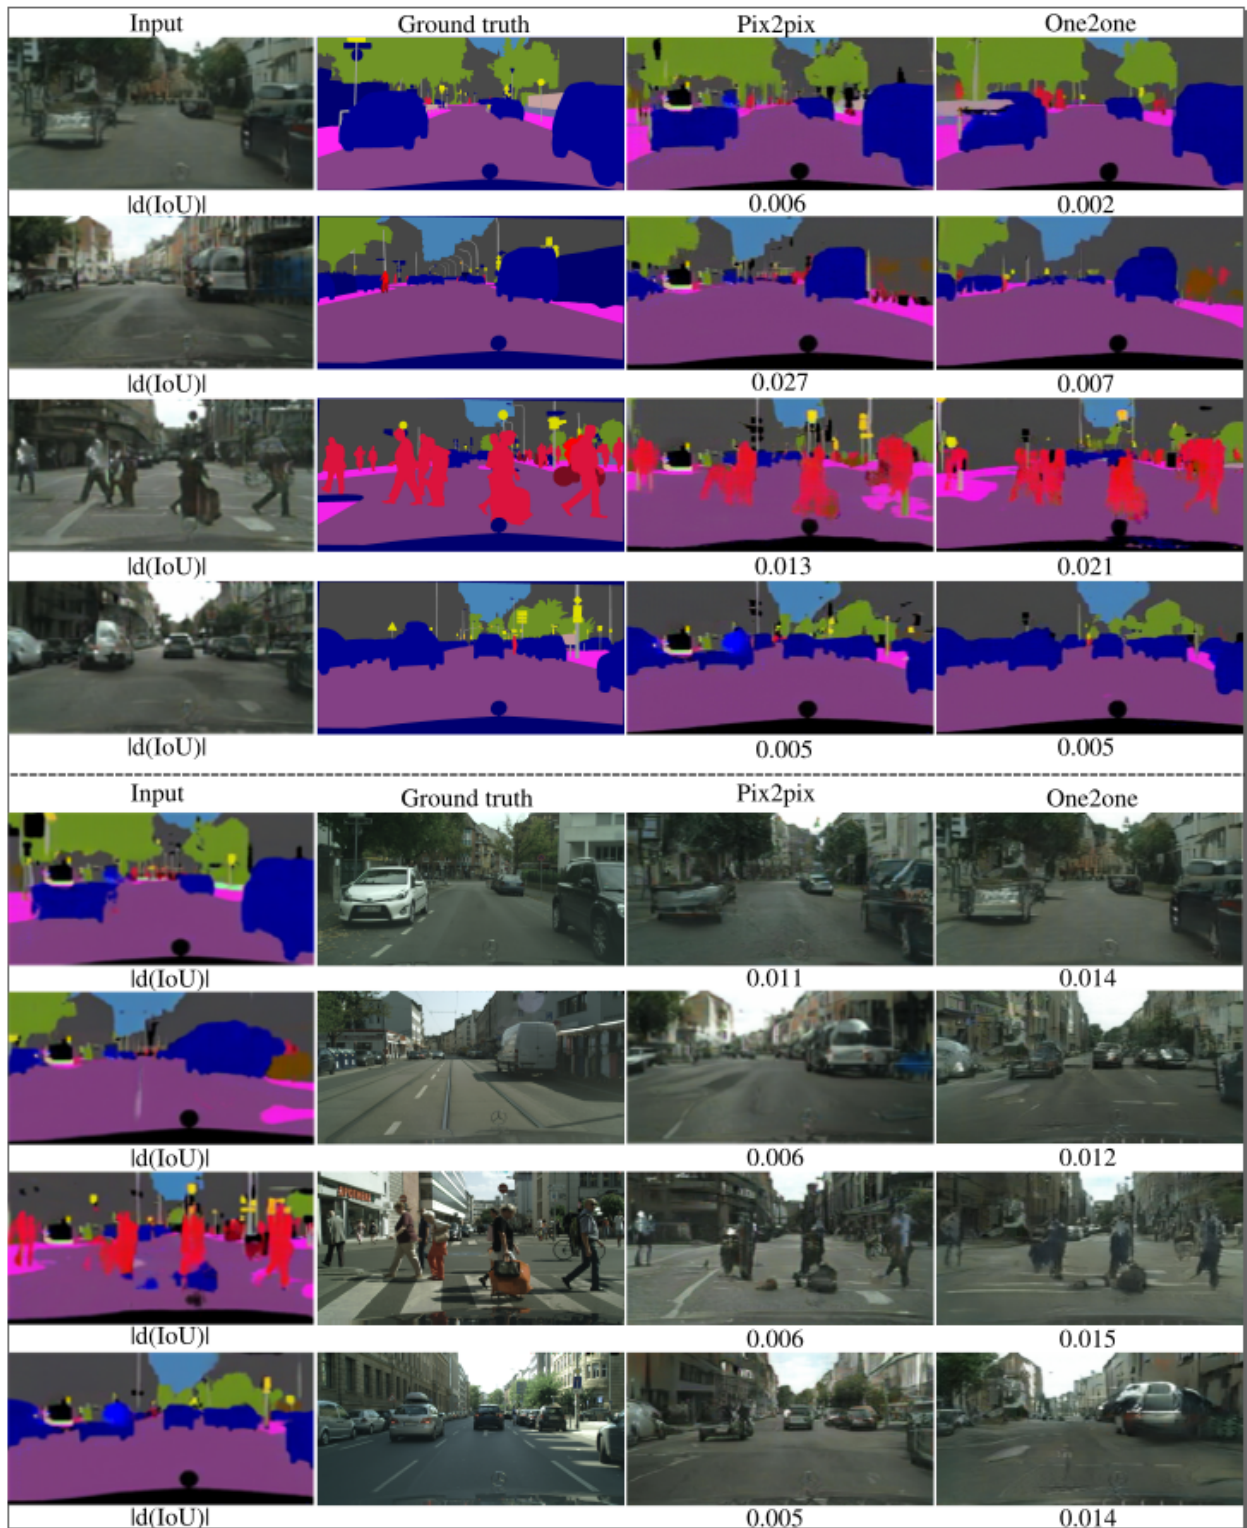 Input Ground truth Pix2pix One2one
|d(IoU)| 0.006 0.002
|d(IoU)| 0.027 0.007
|d(IoU)| 0.013 0.021
|d(IoU)| 0.005 0.005
Input Ground truth Pix2pix One2one
|d(IoU)| 0.011 0.014
|d(IoU)| 0.006 0.012
|d(IoU)| 0.006 0.015
|d(IoU)| 0.005 0.014